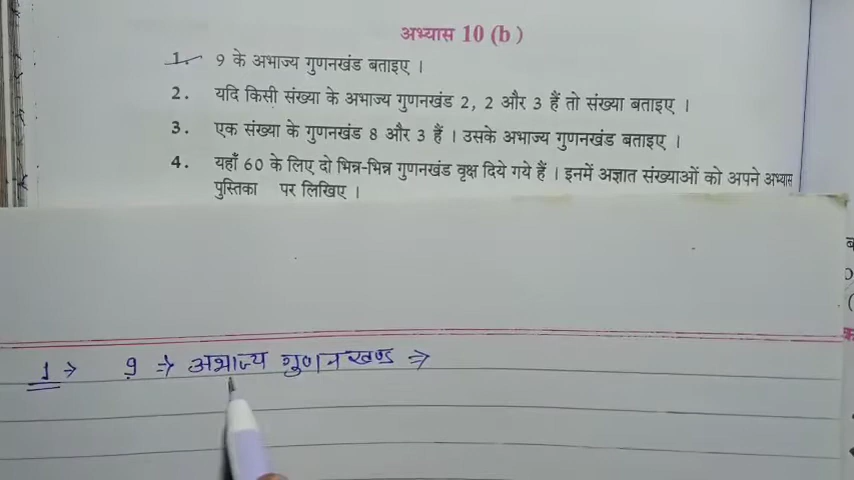 अभ्यास 10 (b)
1. 9 के अभाज्य गुणनखंड बताइए ।
2. यदि किसी संख्या के अभाज्य गुणनखंड 2, 2 और 3 हैं तो संख्या बताइए ।
3. एक संख्या के गुणनखंड 8 और 3 हैं । उसके अभाज्य गुणनखंड बताइए ।
4. यहाँ 60 के लिए दो भिन्न-भिन्न गुणनखंड वृक्ष दिये गये हैं । इनमें अज्ञात संख्याओं को अपने अभ्यास
पुस्तिका पर लिखिए ।
1 → 9 ⇒ अभाज्य गुणनखण्ड ⇒